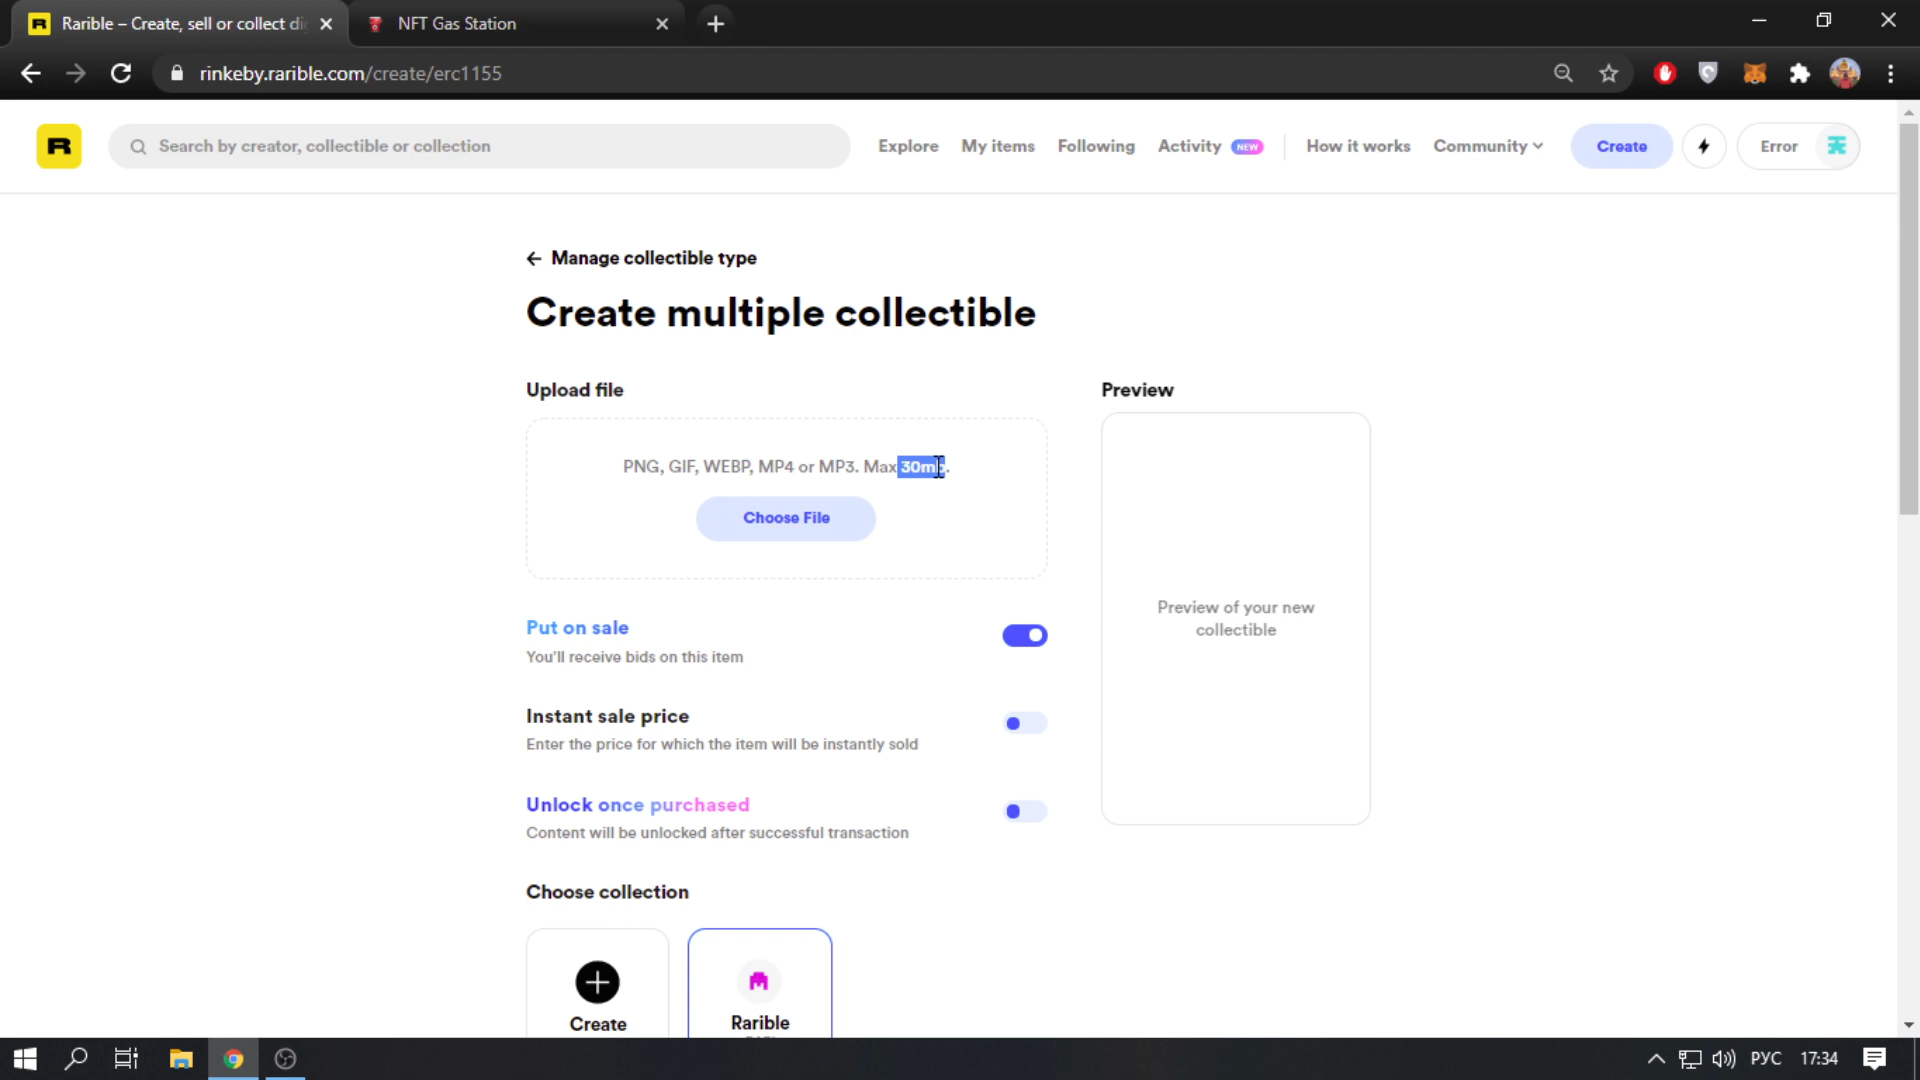 Rarible – Create, sell or collect di
NFT Gas Station
rinkeby.rarible.com/create/erc1155
R
Search by creator, collectible or collection
Explore
My items
Following
Activity NEW
How it works
Community
Create
Error
Manage collectible type
Create multiple collectible
Upload file
Preview
PNG, GIF, WEBP, MP4 or MP3. Max 30mb.
Choose File
Preview of your new
collectible
Put on sale
You'll receive bids on this item
Instant sale price
Enter the price for which the item will be instantly sold
Unlock once purchased
Content will be unlocked after successful transaction
Choose collection
Create
Rarible
РУС
17:34